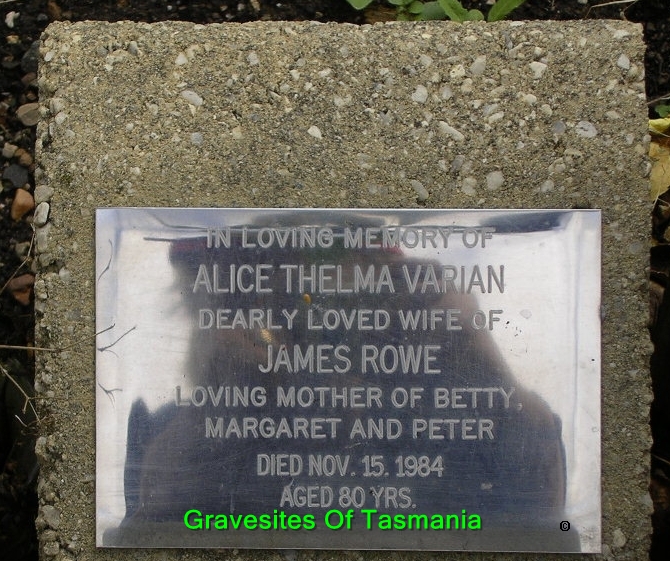 IN LOVING MEMORY OF
ALICE THELMA VARIAN
DEARLY LOVED WIFE OF
JAMES ROWE
LOVING MOTHER OF BETTY,
MARGARET AND PETER
DIED NOV. 15. 1984
AGED 80 YRS.
Gravesites Of Tasmania
©